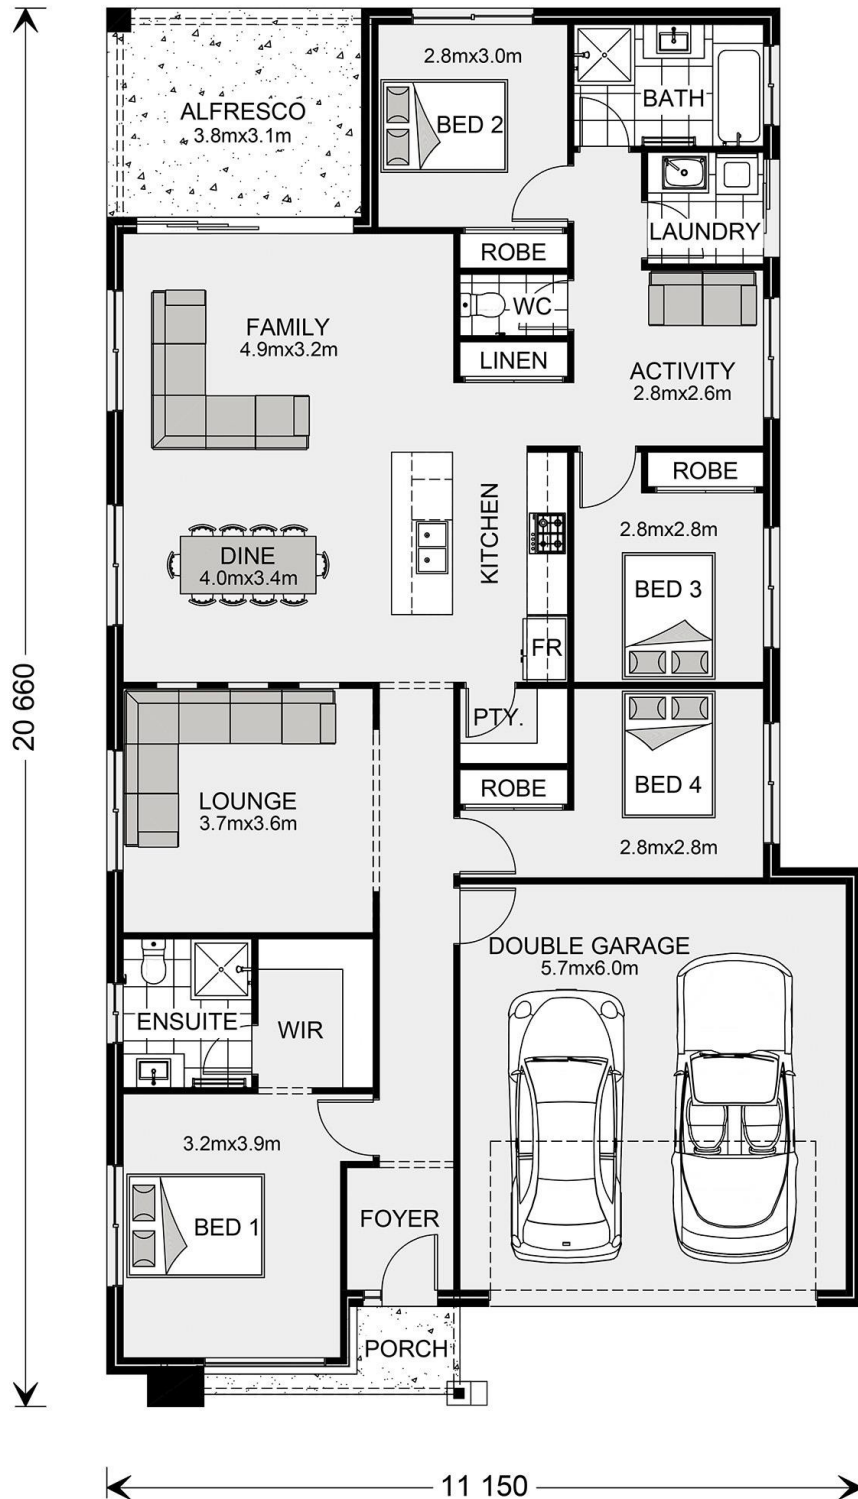 2.8mx3.0m
BED 2
BATH
ALFRESCO
3.8mx3.1m
LAUNDRY
ROBE
WC
FAMILY
4.9mx3.2m
LINEN
ACTIVITY
2.8mx2.6m
ROBE
KITCHEN
2.8mx2.8m
DINE
4.0mx3.4m
BED 3
FR
20 660
PTY.
ROBE
BED 4
LOUNGE
3.7mx3.6m
2.8mx2.8m
DOUBLE GARAGE
5.7mx6.0m
ENSUITE
WIR
3.2mx3.9m
BED 1
FOYER
PORCH
11 150